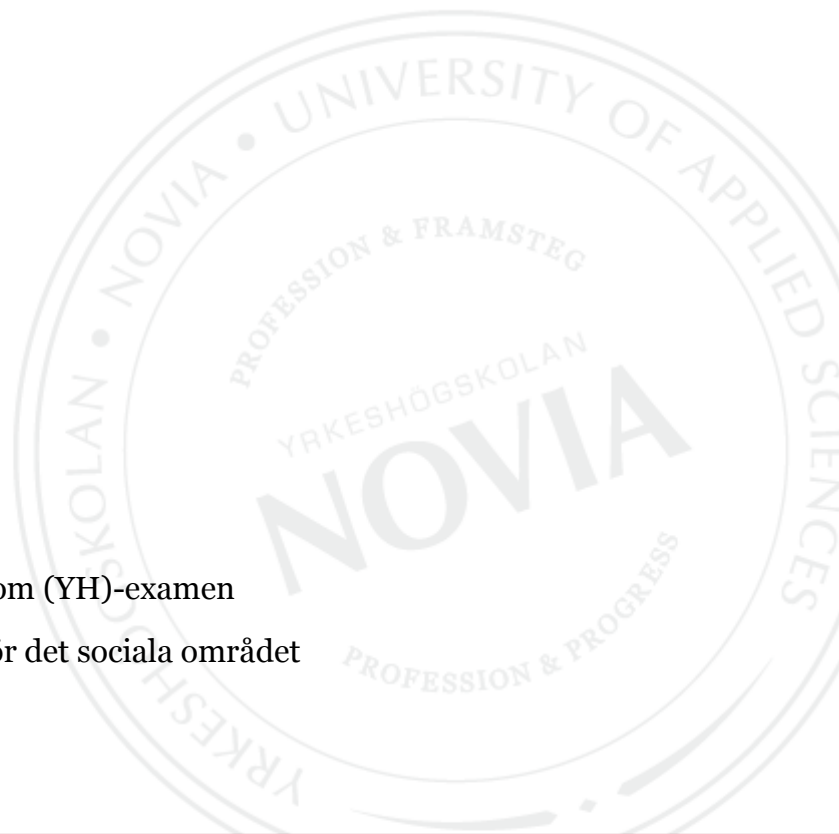 YRKESHÖGSKOLAN • NOVIA • UNIVERSITY OF APPLIED SCIENCES
PROFESSION & FRAMSTEG
YRKESHÖGSKOLAN
NOVIA
om (YH)-examen
ör det sociala området
PROFESSION & PROGRESS